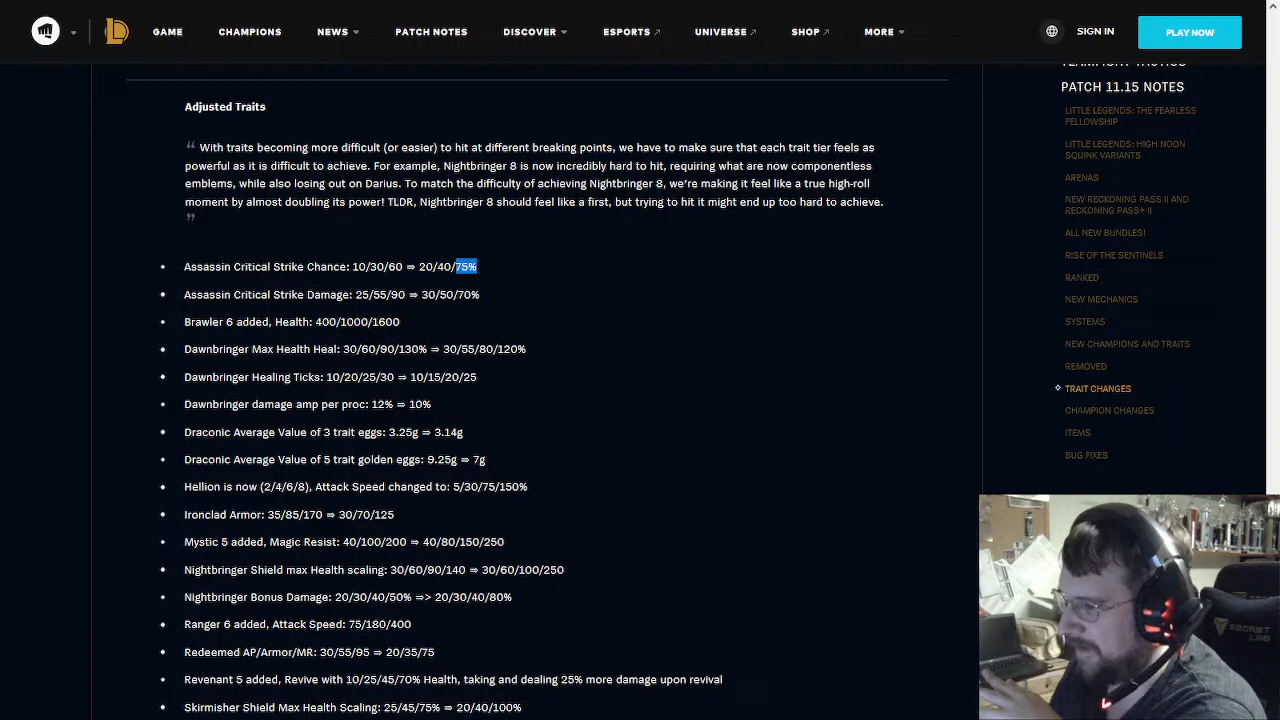 GAME CHAMPIONS NEWS PATCH NOTES DISCOVER ESPORTS UNIVERSE SHOP MORE SIGN IN PLAY NOW
Adjusted Traits
“ With traits becoming more difficult (or easier) to hit at different breaking points, we have to make sure that each trait tier feels as
powerful as it is difficult to achieve. For example, Nightbringer 8 is now incredibly hard to hit, requiring what are now componentless
emblems, while also losing out on Darius. To match the difficulty of achieving Nightbringer 8, we’re making it feel like a true high-roll
moment by almost doubling its power! TLDR, Nightbringer 8 should feel like a first, but trying to hit it might end up too hard to achieve.
”
• Assassin Critical Strike Chance: 10/30/60 ⇒ 20/40/75%
• Assassin Critical Strike Damage: 25/55/90 ⇒ 30/50/70%
• Brawler 6 added, Health: 400/1000/1800
• Dawnbringer Max Health Heal: 30/60/90/130% ⇒ 30/55/80/120%
• Dawnbringer Healing Ticks: 10/20/25/50 ⇒ 10/15/20/25
• Dawnbringer damage amp per proc: 12% ⇒ 10%
• Draconic Average Value of 3 trait eggs: 3.25g ⇒ 3.14g
• Draconic Average Value of 5 trait golden eggs: 9.25g ⇒ 7g
• Hellion is now (2/4/6/8), Attack Speed changed to: 5/30/75/150%
• Ironclad Armor: 35/85/170 ⇒ 30/70/125
• Mystic 5 added, Magic Resist: 40/100/200 ⇒ 40/80/150/250
• Nightbringer Shield max Health scaling: 30/60/90/140 ⇒ 30/60/100/250
• Nightbringer Bonus Damage: 20/30/40/50% =>> 20/30/40/80%
• Ranger 6 added, Attack Speed: 75/180/400
• Redeemed AP/Armor/MR: 30/55/95 ⇒ 20/35/75
• Revenant 5 added, Revive with 10/25/45/70% Health, taking and dealing 25% more damage upon revival
• Skirmisher Shield Max Health Scaling: 25/45/75% ⇒ 20/40/100%
TEAMFIGHT TACTICS
PATCH 11.15 NOTES
LITTLE LEGENDS: THE FEARLESS
FELLOWSHIP
LITTLE LEGENDS: HIGH NOON
SQUINK VARIANTS
ARENAS
NEW RECKONING PASS II AND
RECKONING PASS+ II
ALL NEW BUNDLES!
RISE OF THE SENTINELS
RANKED
NEW MECHANICS
SYSTEMS
NEW CHAMPIONS AND TRAITS
REMOVED
TRAIT CHANGES
CHAMPION CHANGES
ITEMS
BUG FIXES
SECRET
LAB